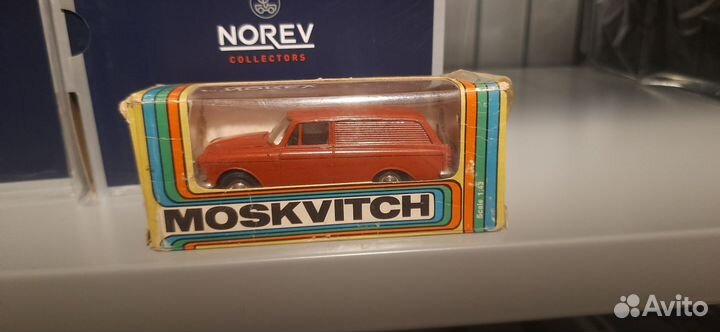 NOREV
COLLECTORS
MOSKVITCH
Scale 1:43
Avito